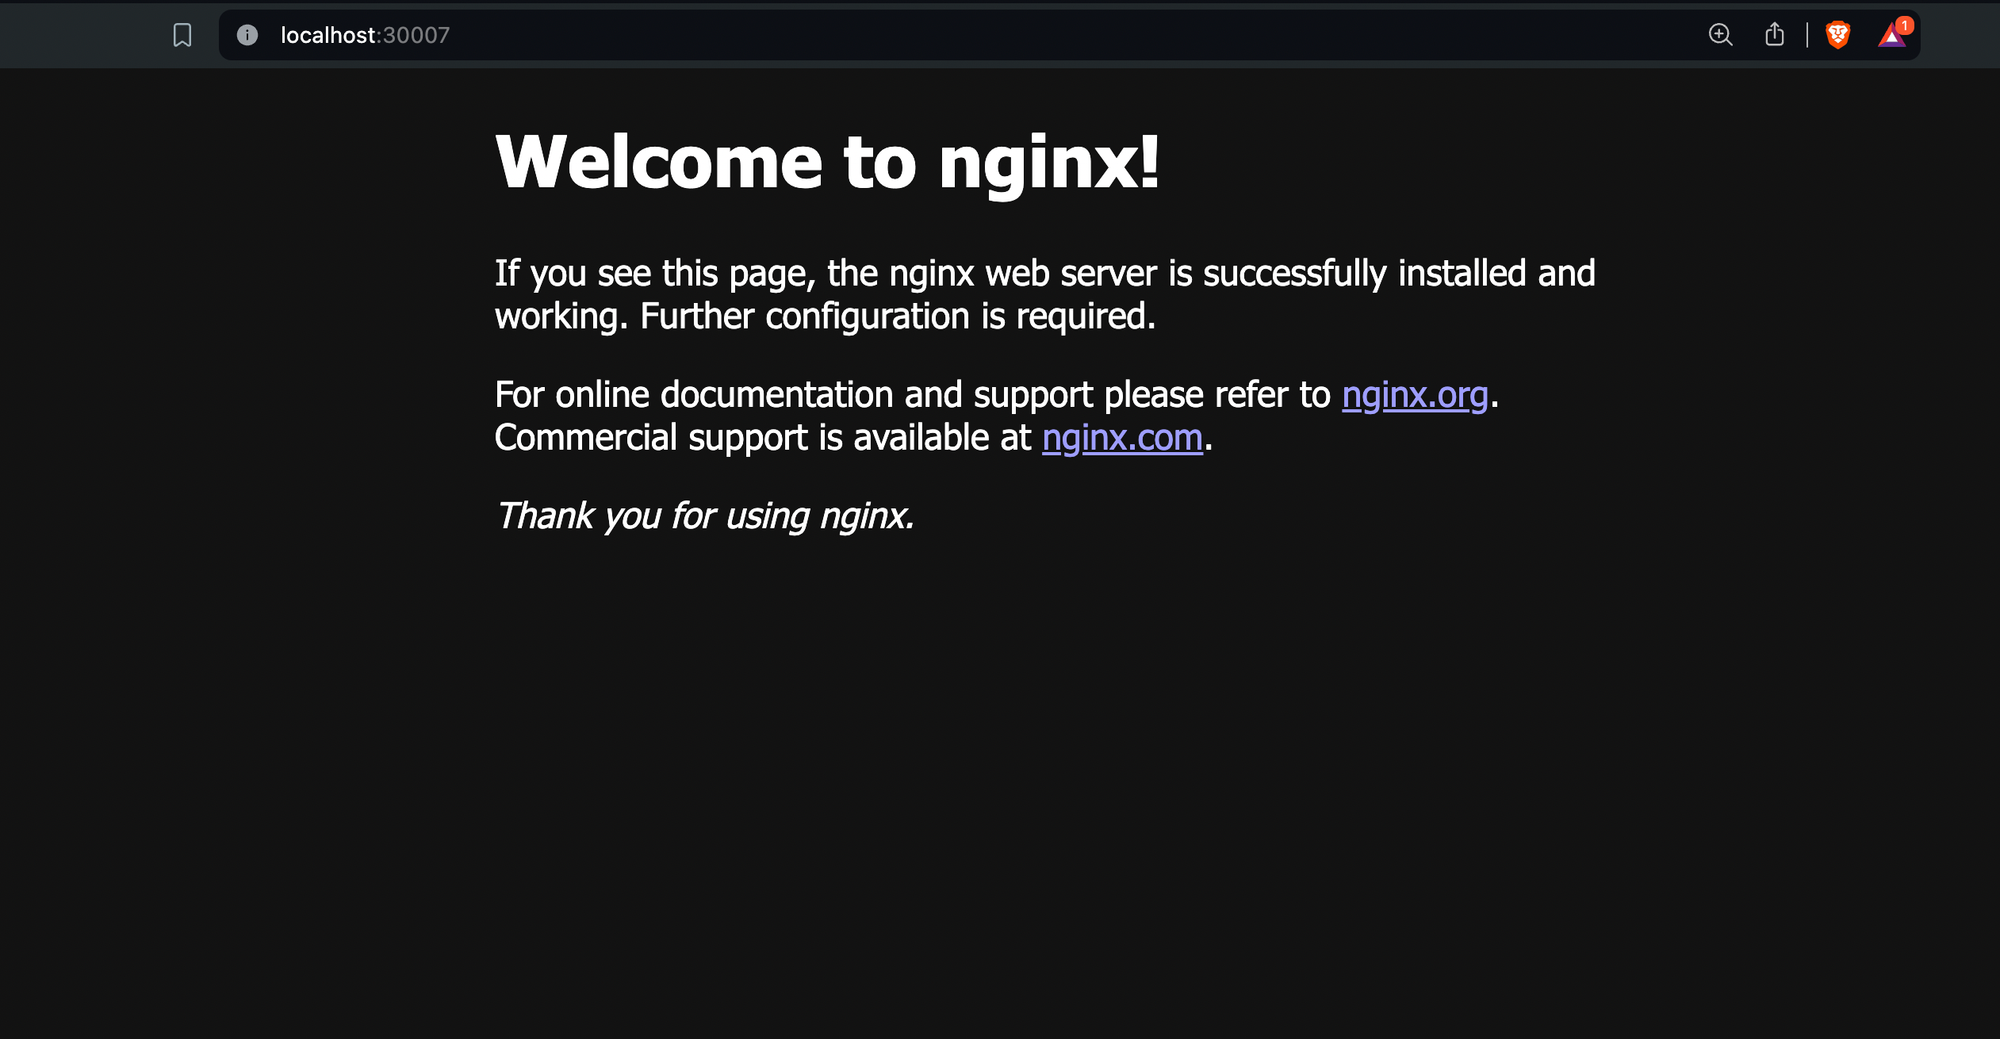 localhost:30007
1
Welcome to nginx!
If you see this page, the nginx web server is successfully installed and
working. Further configuration is required.
For online documentation and support please refer to nginx.org.
Commercial support is available at nginx.com.
Thank you for using nginx.